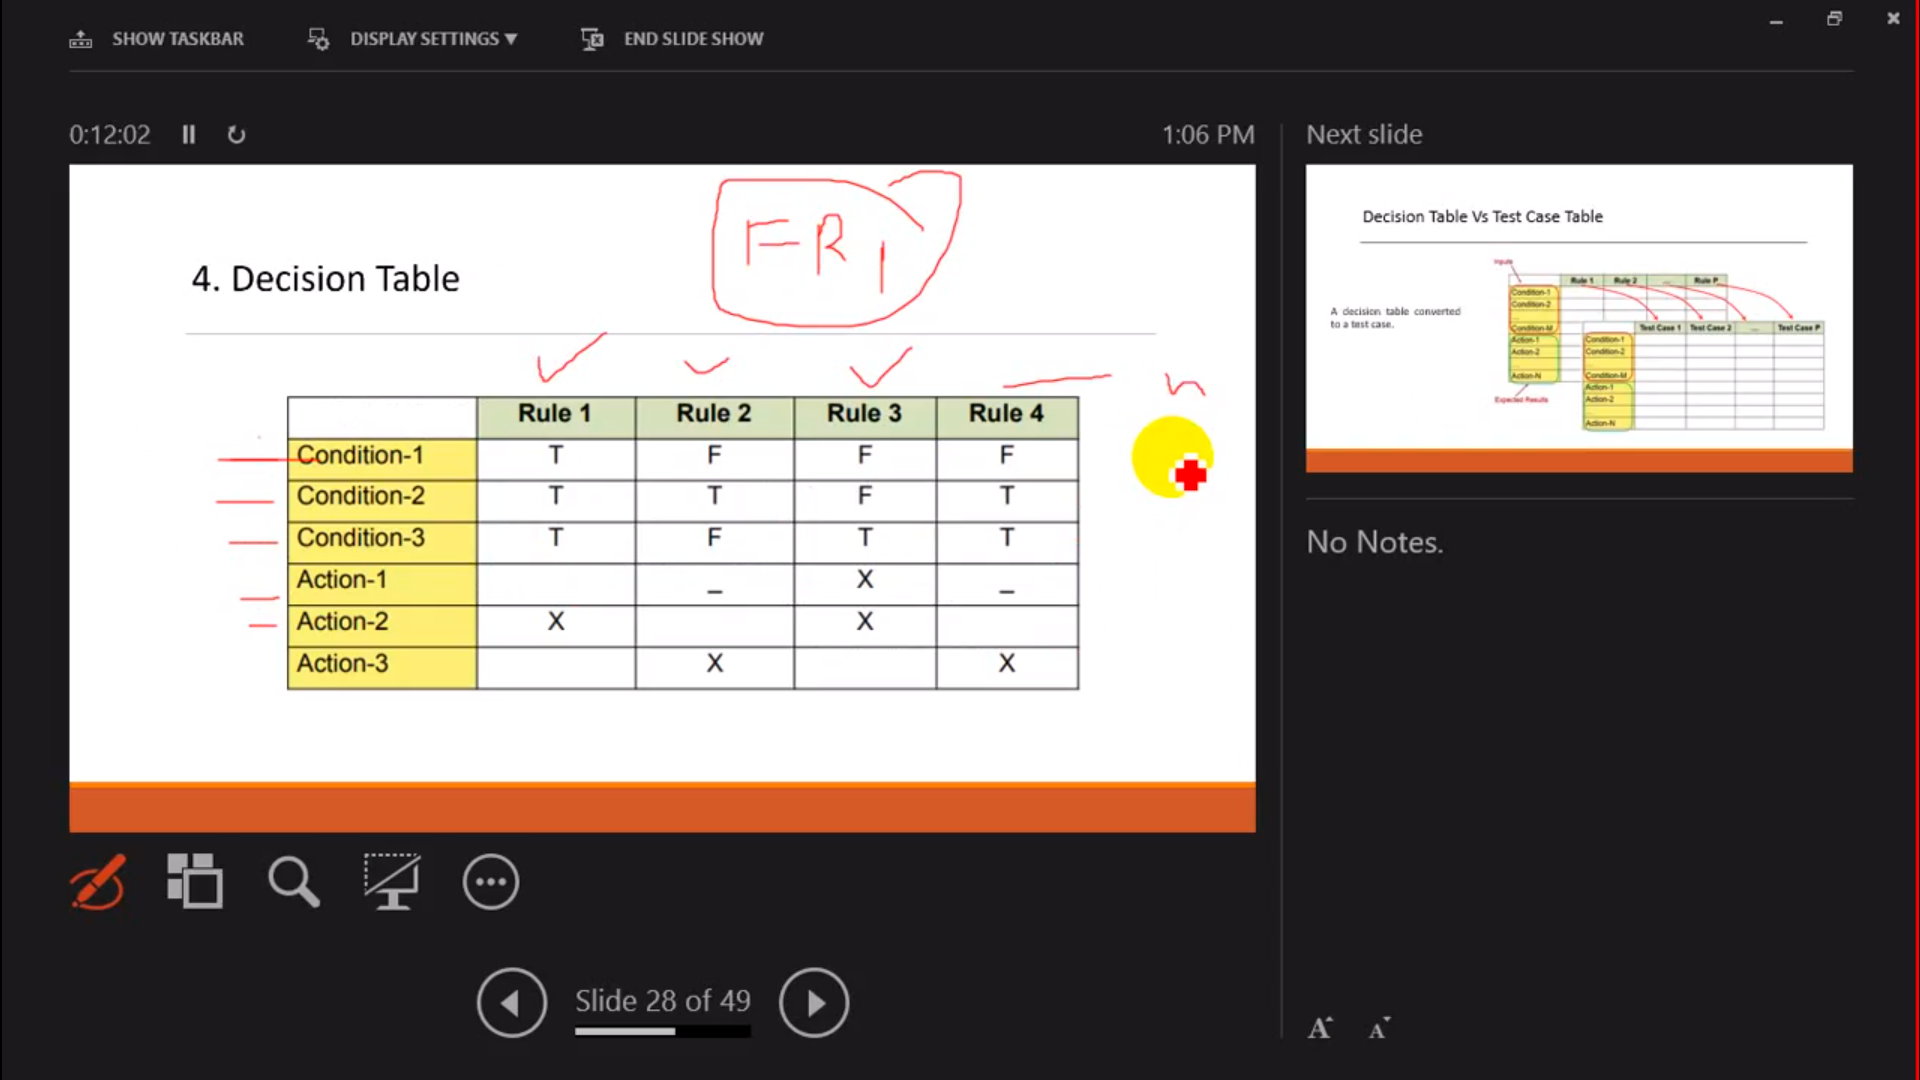 SHOW TASKBAR DISPLAY SETTINGS ▼ END SLIDE SHOW
0:12:02 1:06 PM
FR1
4. Decision Table
n
Rule 1 Rule 2 Rule 3 Rule 4
Condition-1 T F F F
Condition-2 T T F T
Condition-3 T F T T
Action-1 _ X _
Action-2 X X
Action-3 X X
Slide 28 of 49
Next slide
Decision Table Vs Test Case Table
A decision table converted
to a test case.
Inputs
Rule 1 Rule 2 ... Rule P
Condition-1
Condition-2
...
Condition-M
Action-1
Action-2
Action-N
Expected Results
Test Case 1 Test Case 2 ... Test Case P
Condition-1
Condition-2
...
Condition-M
Action-1
Action-2
Action-N
No Notes.
A A